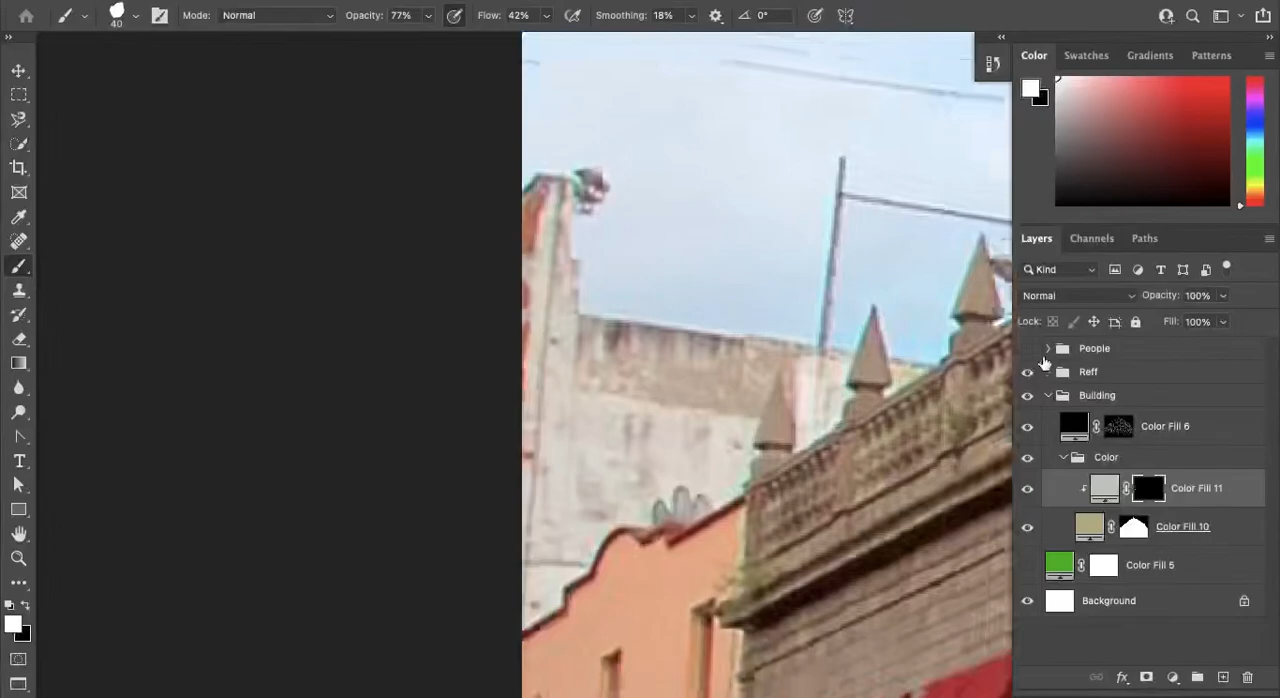 40 Mode: Normal Opacity: 77% Flow: 42% Smoothing: 18% 0°
Color Swatches Gradients Patterns
Layers Channels Paths
Kind
Normal Opacity: 100%
Lock: Fill: 100%
People
Reff
Building
Color Fill 6
Color
Color Fill 11
Color Fill 10
Color Fill 5
Background
T
fx